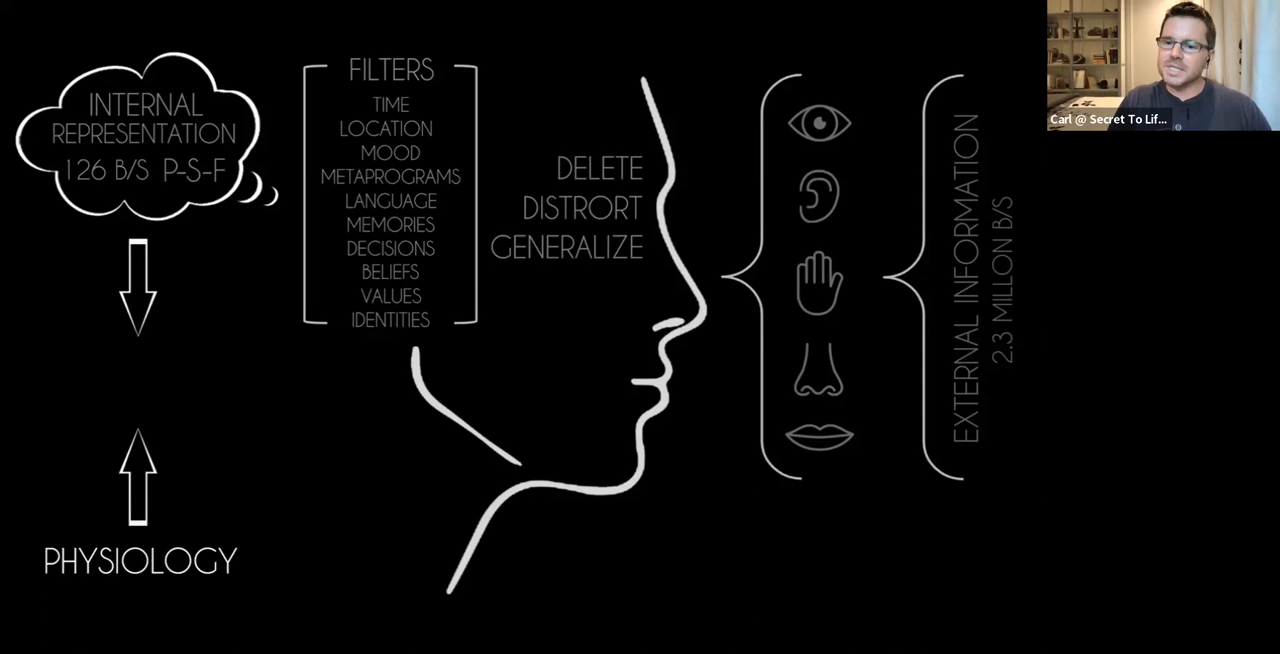 INTERNAL
REPRESENTATION
126 B/S P-S-F
FILTERS
TIME
LOCATION
MOOD
METAPROGRAMS
LANGUAGE
MEMORIES
DECISIONS
BELIEFS
VALUES
IDENTITIES
DELETE
DISTRORT
GENERALIZE
EXTERNAL INFORMATION
2.3 MILLON B/S
PHYSIOLOGY
Carl @ Secret To Lif...